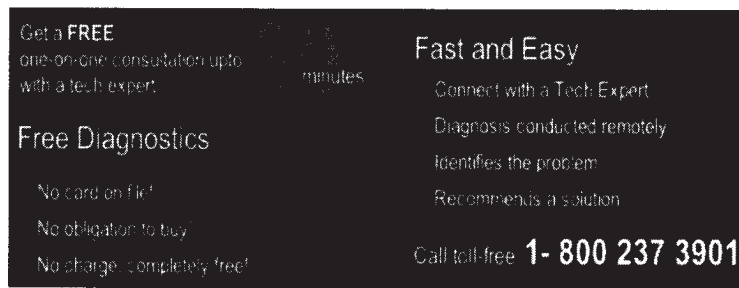 Get a FREE
one-on-one consultation upto
with a tech expert
minutes
Free Diagnostics
No card on file!
No obligation to buy!
No charge, completely free!
Fast and Easy
Connect with a Tech Expert
Diagnosis conducted remotely
Identifies the problem
Recommends a solution
Call toll-free 1- 800 237 3901